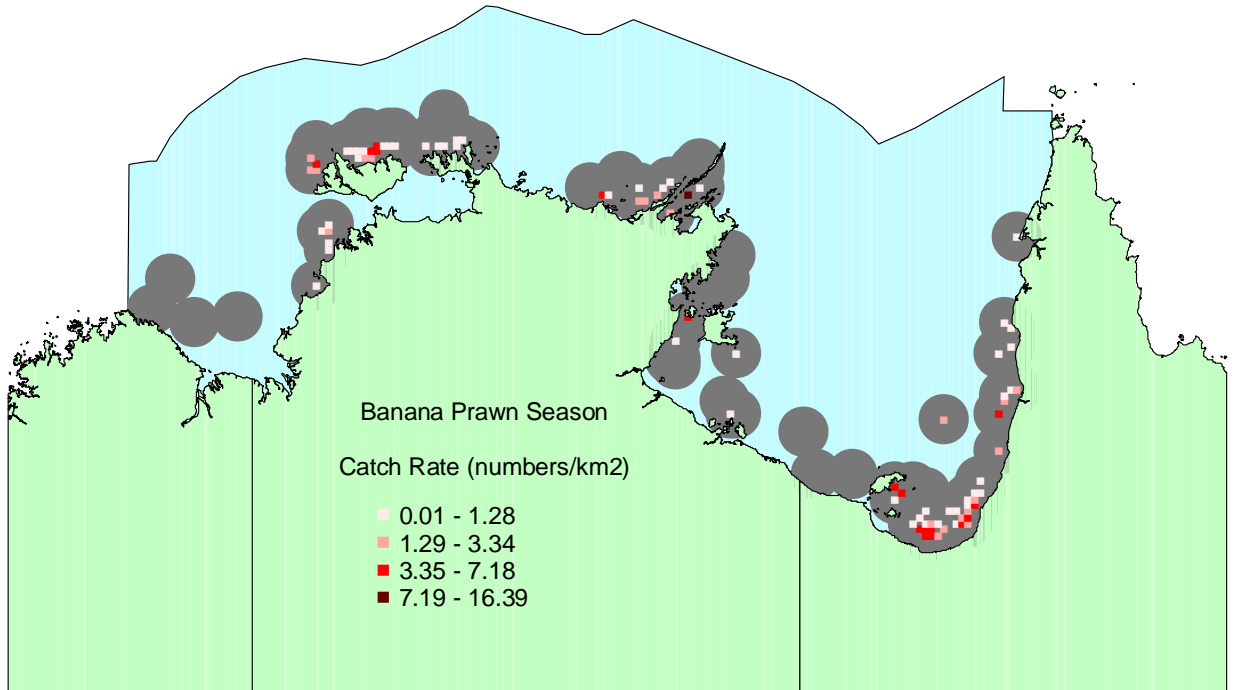 Banana Prawn Season
Catch Rate (numbers/km2)
0.01 - 1.28
1.29 - 3.34
3.35 - 7.18
7.19 - 16.39